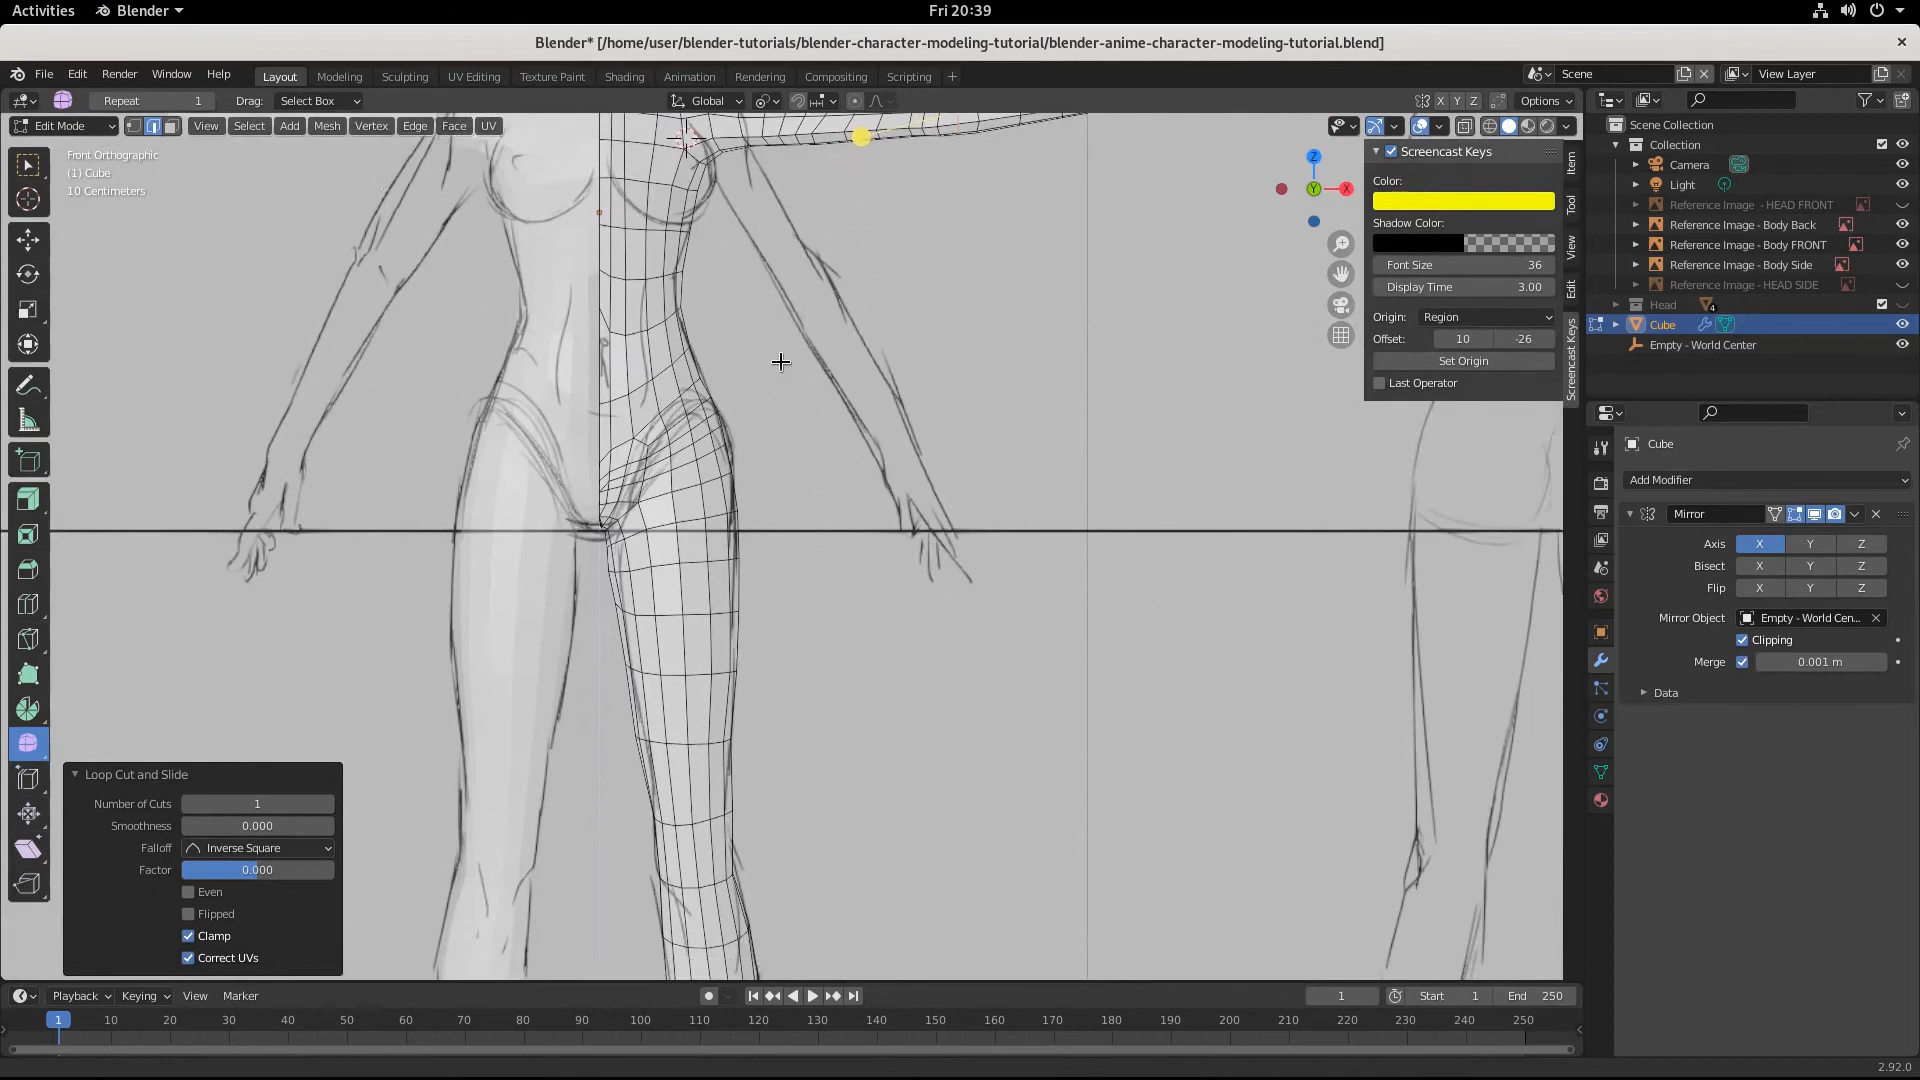 Activities Blender Fri 20:39
Blender* [/home/user/blender-tutorials/blender-character-modeling-tutorial/blender-anime-character-modeling-tutorial.blend]
File Edit Render Window Help Layout Modeling Sculpting UV Editing Texture Paint Shading Animation Rendering Compositing Scripting + Scene View Layer
Repeat 1 Drag: Select Box Global X Y Z Options
Edit Mode View Select Add Mesh Vertex Edge Face UV
Front Orthographic
(1) Cube
10 Centimeters
Z
Y
X
Screencast Keys
Color:
Shadow Color:
Font Size 36
Display Time 3.00
Origin: Region
Offset: 10 -26
Set Origin
Last Operator
Item
Tool
View
Edit
Screencast Keys
Scene Collection
Collection
Camera
Light
Reference Image - HEAD FRONT
Reference Image - Body Back
Reference Image - Body FRONT
Reference Image - Body Side
Reference Image - HEAD SIDE
Head 4
Cube
Empty - World Center
Cube
Add Modifier
Mirror
Axis X Y Z
Bisect X Y Z
Flip X Y Z
Mirror Object Empty - World Cen...
Clipping
Merge 0.001 m
Data
Loop Cut and Slide
Number of Cuts 1
Smoothness 0.000
Falloff Inverse Square
Factor 0.000
Even
Flipped
Clamp
Correct UVs
Playback Keying View Marker 1 Start 1 End 250
1 10 20 30 40 50 60 70 80 90 100 110 120 130 140 150 160 170 180 190 200 210 220 230 240 250
2.92.0